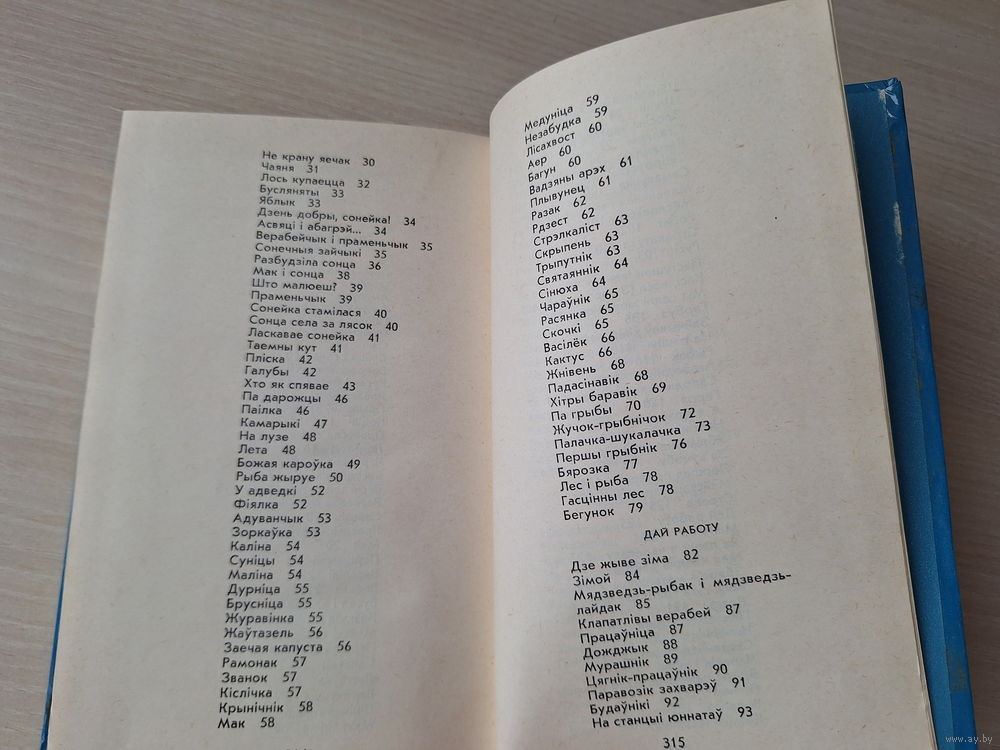 Не крану яечак 30
Чаяня 31
Лось купаецца 32
Бусляняты 33
Яблык 33
Дзень добры, сонейка! 34
Асвяці і абагрэй... 34
Верабейчык і праменьчык 35
Сонечныя зайчыкі 35
Разбудзіла сонца 36
Мак і сонца 38
Што малюеш? 39
Праменьчык 39
Сонейка стамілася 40
Сонца села за лясок 40
Ласкавае сонейка 41
Таемны кут 41
Пліска 42
Галубы 42
Хто як спявае 43
Па дарожцы 46
Паілка 46
Камарыкі 47
На лузе 48
Лета 48
Божая кароўка 49
Рыба жыруе 50
У адведкі 52
Фіялка 52
Адуванчык 53
Зоркаўка 53
Каліна 54
Суніцы 54
Маліна 54
Дурніца 55
Брусніца 55
Журавінка 55
Жаўтазель 56
Заечая капуста 56
Рамонак 57
Званок 57
Кіслічка 57
Крынічнік 58
Мак 58
Медуніца 59
Незабудка 59
Лісахвост 60
Аер 60
Багун 60
Вадзяны арэх 61
Плывунец 61
Разак 62
Рдзест 62
Стрэлкаліст 63
Скрыпень 63
Трыпутнік 63
Святаяннік 64
Сінюха 64
Чараўнік 65
Расянка 65
Скочкі 65
Васілёк 66
Кактус 66
Жнівень 68
Падасінавік 68
Хітры баравік 69
Па грыбы 70
Жучок-грыбнічок 72
Палачка-шукалачка 73
Першы грыбнік 76
Бярозка 77
Лес і рыба 78
Гасцінны лес 78
Бегунок 79
ДАЙ РАБОТУ
Дзе жыве зіма 82
Зімой 84
Мядзведзь-рыбак і мядзведзь-
лайдак 85
Клапатлівы верабей 87
Працаўніца 87
Дожджык 88
Мурашнік 89
Цягнік-працаўнік 90
Паравозік захварэў 91
Будаўнікі 92
На станцыі юннатаў 93
315
www.ay.by